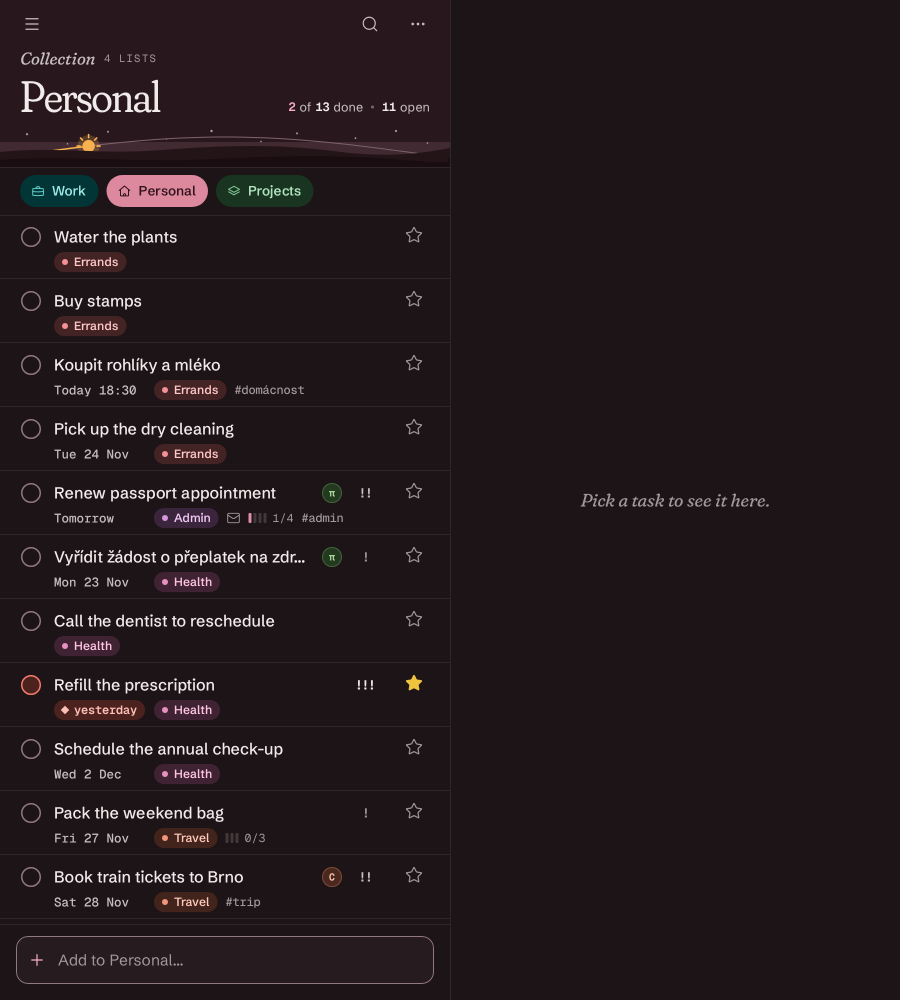 Collection 4 LISTS
Personal
2 of 13 done • 11 open
Work Personal Projects
Water the plants
Errands
Buy stamps
Errands
Koupit rohlíky a mléko
Today 18:30 Errands #domácnost
Pick up the dry cleaning
Tue 24 Nov Errands
Renew passport appointment π !!
Tomorrow Admin 1/4 #admin
Vyřídit žádost o přeplatek na zdr… π !
Mon 23 Nov Health
Call the dentist to reschedule
Health
Refill the prescription !!!
yesterday Health
Schedule the annual check-up
Wed 2 Dec Health
Pack the weekend bag !
Fri 27 Nov Travel 0/3
Book train tickets to Brno C !!
Sat 28 Nov Travel #trip
Add to Personal…
Pick a task to see it here.